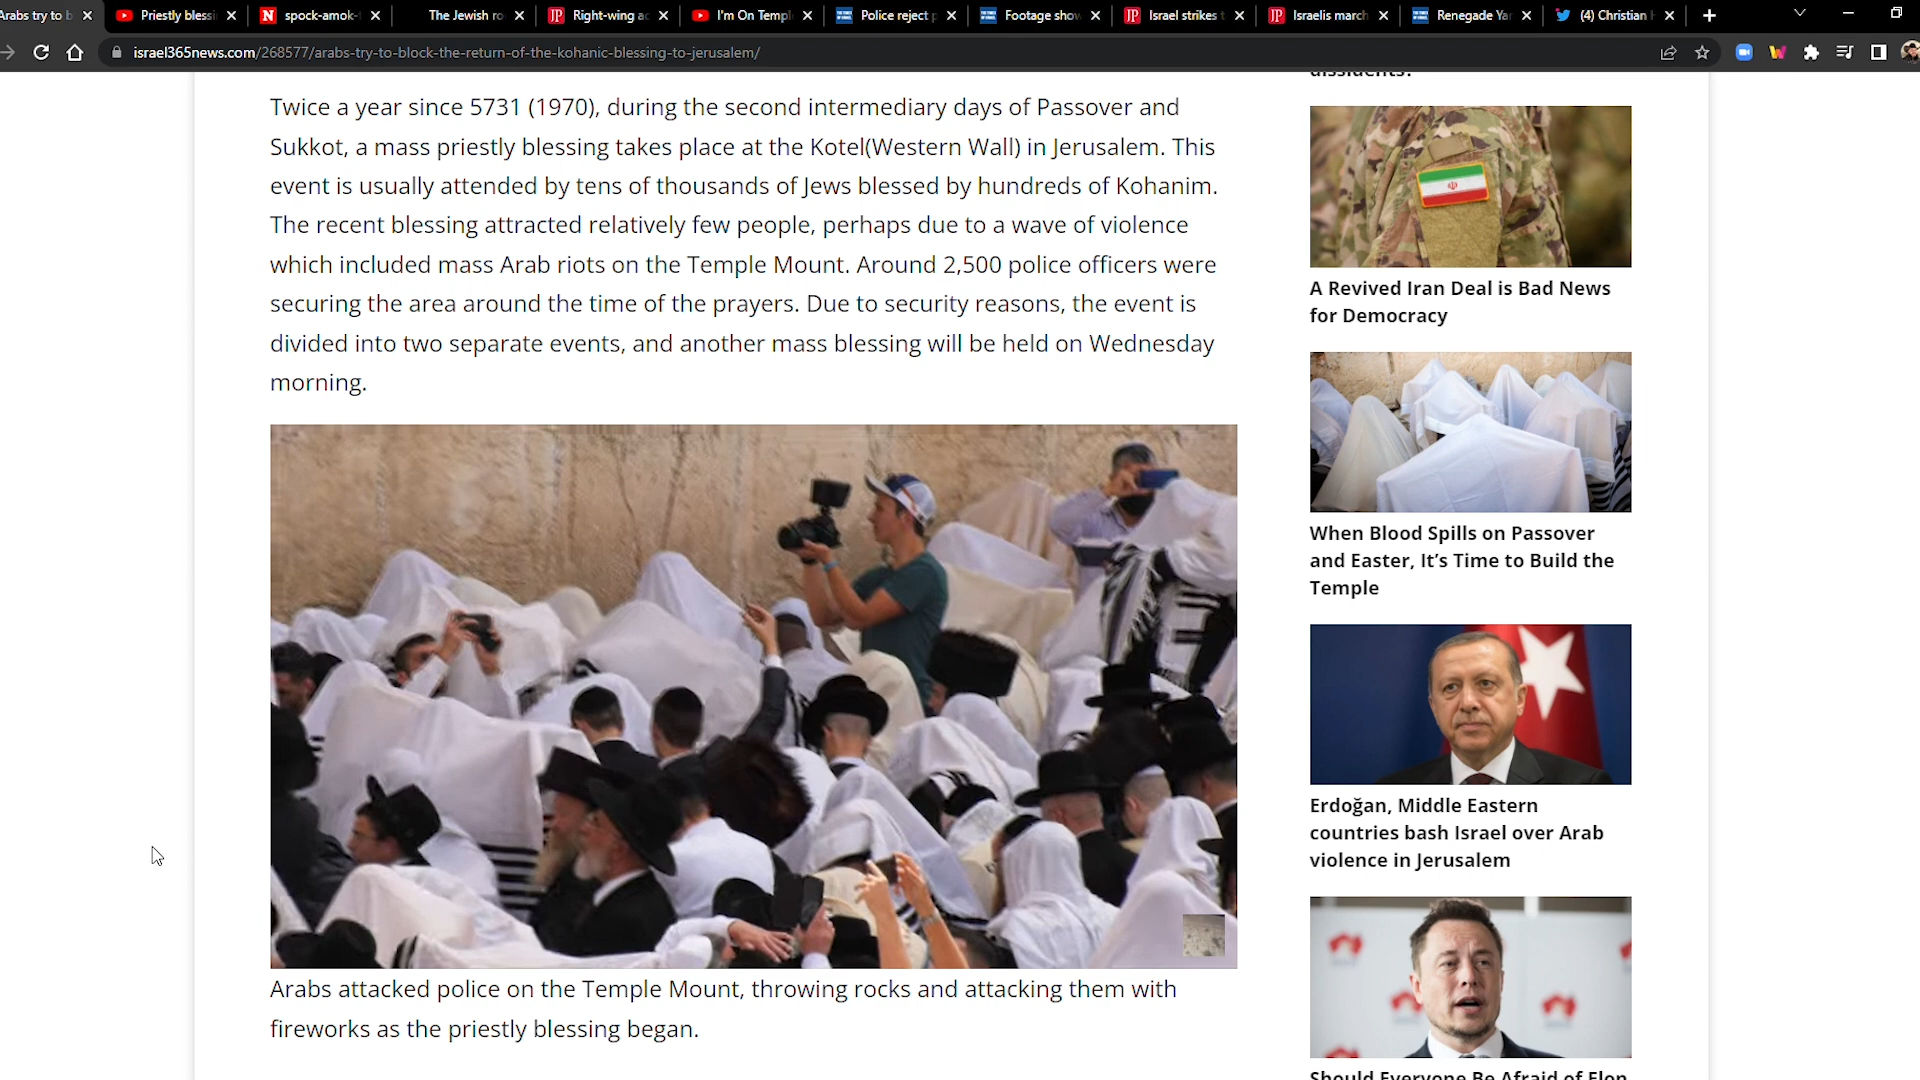 Arabs try to b
Priestly blessi
spock-amok-
The Jewish ro
Right-wing ac
I'm On Templ
Police reject p
Footage shov
Israel strikes t
Israelis march
Renegade Yar
(4) Christian
israel365news.com/268577/arabs-try-to-block-the-return-of-the-kohanic-blessing-to-jerusalem/
Twice a year since 5731 (1970), during the second intermediary days of Passover and
Sukkot, a mass priestly blessing takes place at the Kotel(Western Wall) in Jerusalem. This
event is usually attended by tens of thousands of Jews blessed by hundreds of Kohanim.
The recent blessing attracted relatively few people, perhaps due to a wave of violence
which included mass Arab riots on the Temple Mount. Around 2,500 police officers were
securing the area around the time of the prayers. Due to security reasons, the event is
divided into two separate events, and another mass blessing will be held on Wednesday
morning.
Arabs attacked police on the Temple Mount, throwing rocks and attacking them with
fireworks as the priestly blessing began.
dissidents?
A Revived Iran Deal is Bad News
for Democracy
When Blood Spills on Passover
and Easter, It's Time to Build the
Temple
Erdoğan, Middle Eastern
countries bash Israel over Arab
violence in Jerusalem
Should Everyone Be Afraid of Elon